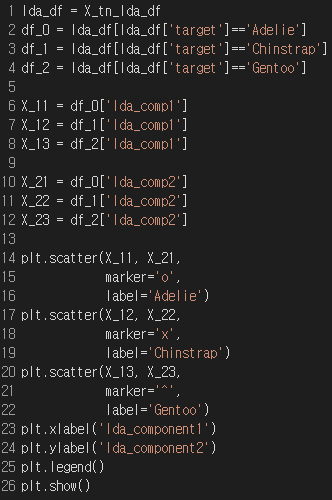 1 lda_df = X_tn_lda_df
2 df_0 = lda_df[lda_df['target']=='Adelie']
3 df_1 = lda_df[lda_df['target']=='Chinstrap']
4 df_2 = lda_df[lda_df['target']=='Gentoo']
5
6 X_11 = df_0['lda_comp1']
7 X_12 = df_1['lda_comp1']
8 X_13 = df_2['lda_comp1']
9
10 X_21 = df_0['lda_comp2']
11 X_22 = df_1['lda_comp2']
12 X_23 = df_2['lda_comp2']
13
14 plt.scatter(X_11, X_21,
15             marker='o',
16             label='Adelie')
17 plt.scatter(X_12, X_22,
18             marker='x',
19             label='Chinstrap')
20 plt.scatter(X_13, X_23,
21             marker='^',
22             label='Gentoo')
23 plt.xlabel('lda_component1')
24 plt.ylabel('lda_component2')
25 plt.legend()
26 plt.show()